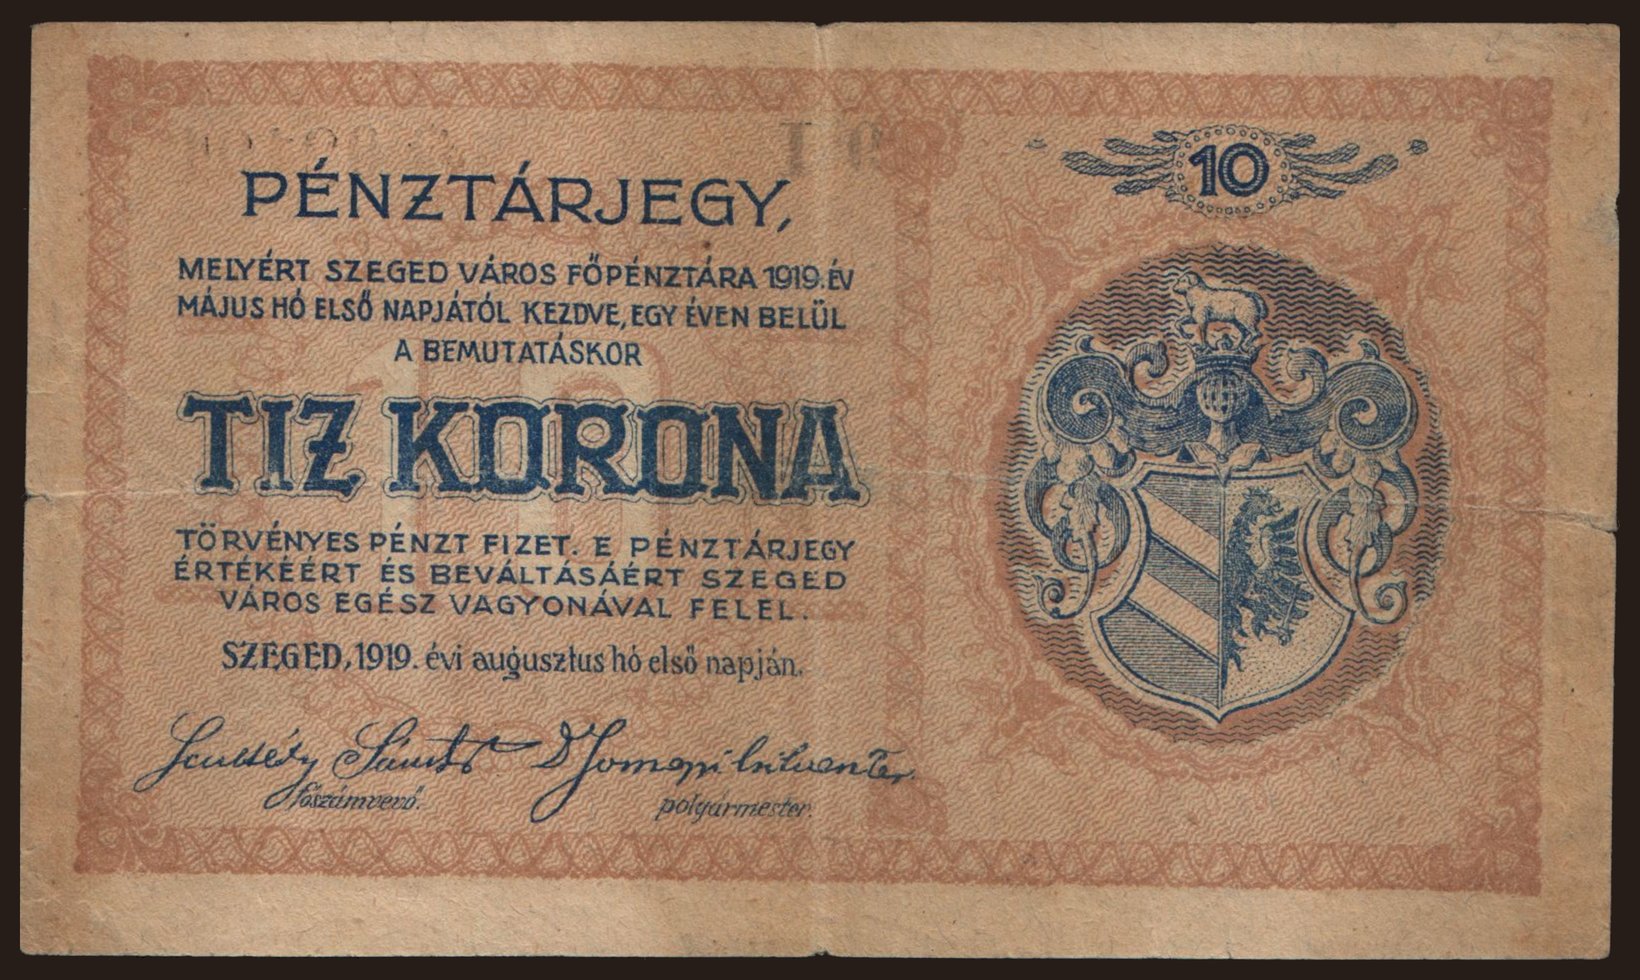 PÉNZTÁRJEGY,
MELYÉRT SZEGED VÁROS FŐPÉNZTÁRA 1919. ÉV
MÁJUS HÓ ELSŐ NAPJÁTÓL KEZDVE, EGY ÉVEN BELÜL
A BEMUTATÁSKOR
TIZ KORONA
TÖRVÉNYES PÉNZT FIZET. E PÉNZTÁRJEGY
ÉRTÉKÉÉRT ÉS BEVÁLTÁSÁÉRT SZEGED
VÁROS EGÉSZ VAGYONÁVAL FELEL.
SZEGED, 1919. évi augusztus hó első napján.
főszámvevő.
polgármester.
10